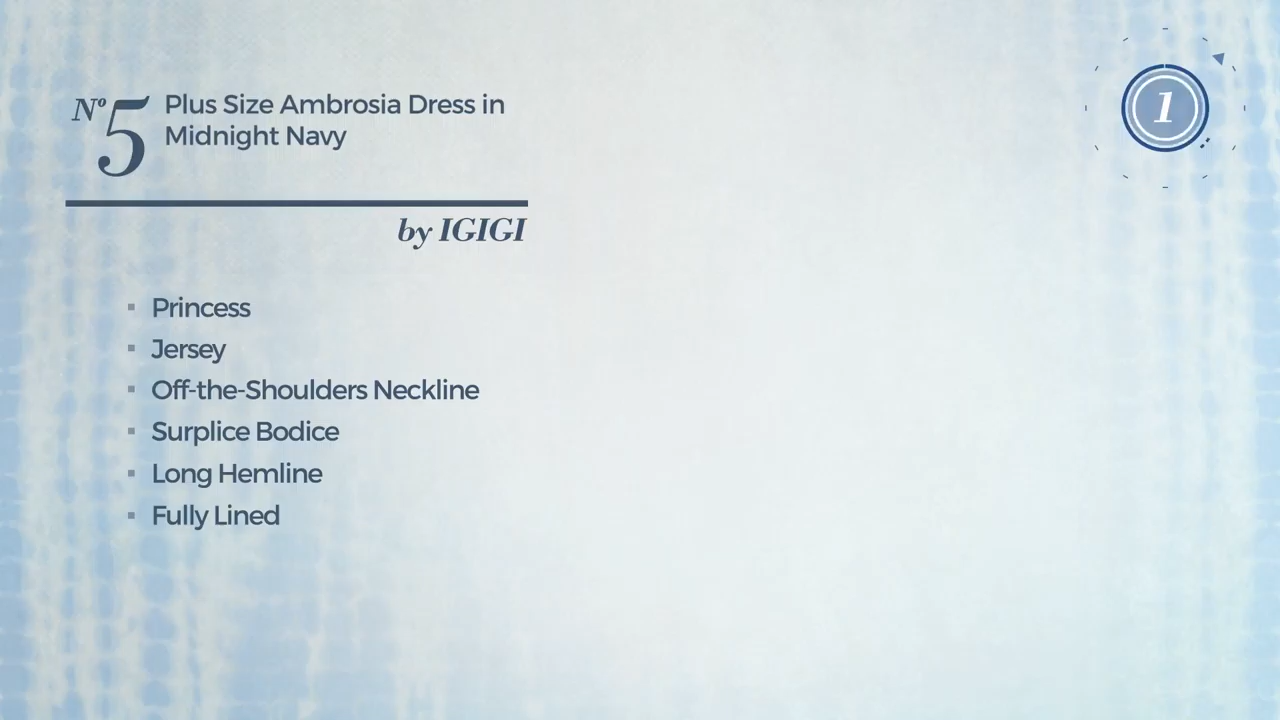 Nº5
Plus Size Ambrosia Dress in
Midnight Navy
by IGIGI
Princess
Jersey
Off-the-Shoulders Neckline
Surplice Bodice
Long Hemline
Fully Lined
1